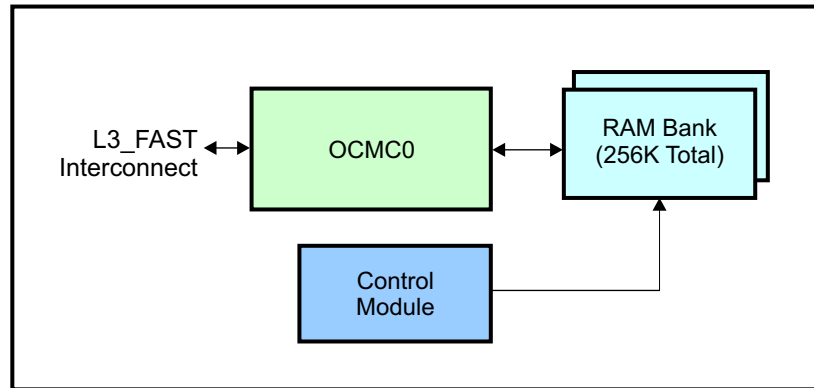 L3_FAST
Interconnect
OCMC0
RAM Bank
(256K Total)
Control
Module